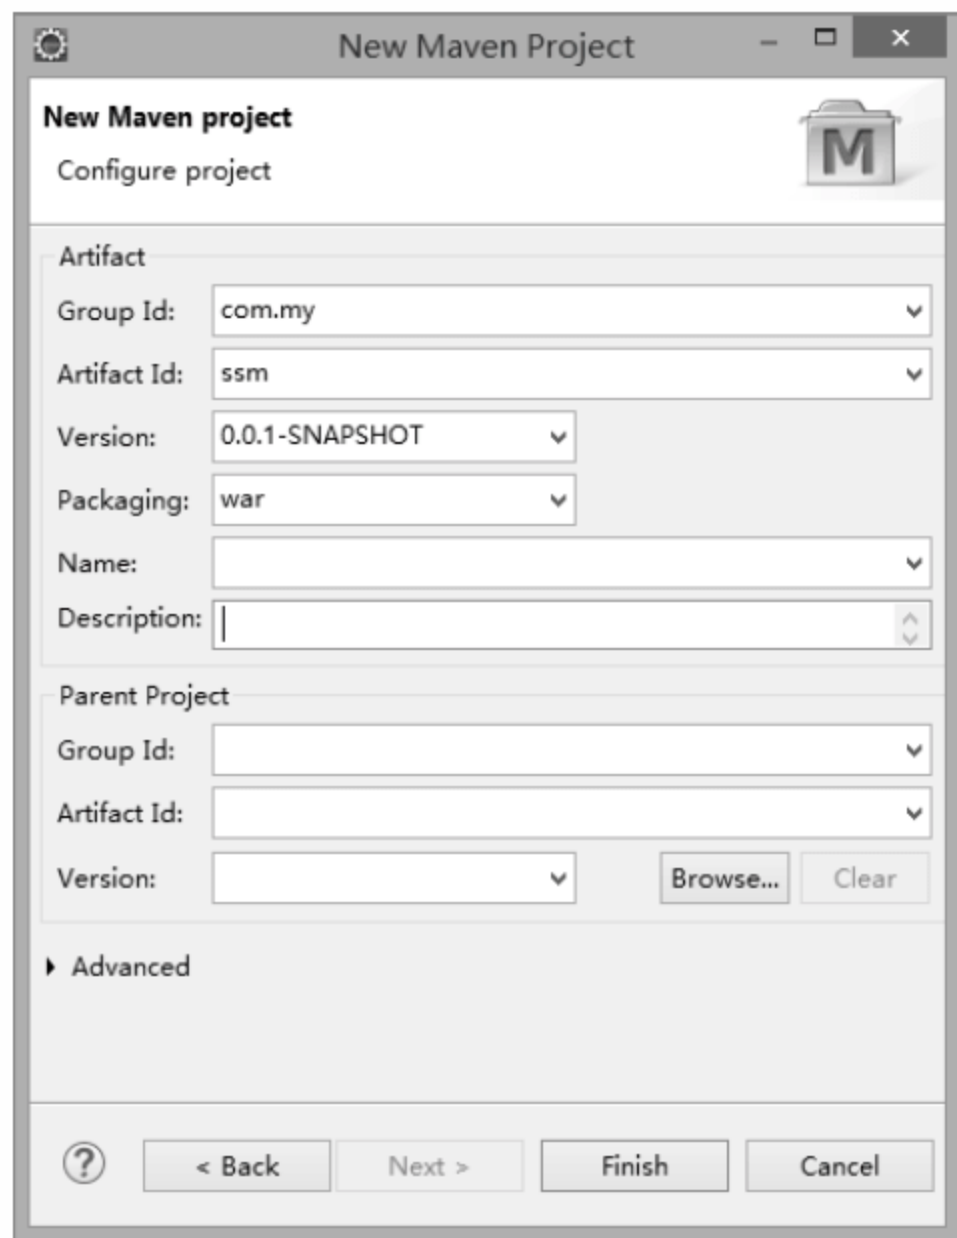 New Maven Project
New Maven project
Configure project
M
Artifact
Group Id: com.my
Artifact Id: ssm
Version: 0.0.1-SNAPSHOT
Packaging: war
Name:
Description:
Parent Project
Group Id:
Artifact Id:
Version: Browse... Clear
Advanced
? < Back Next > Finish Cancel